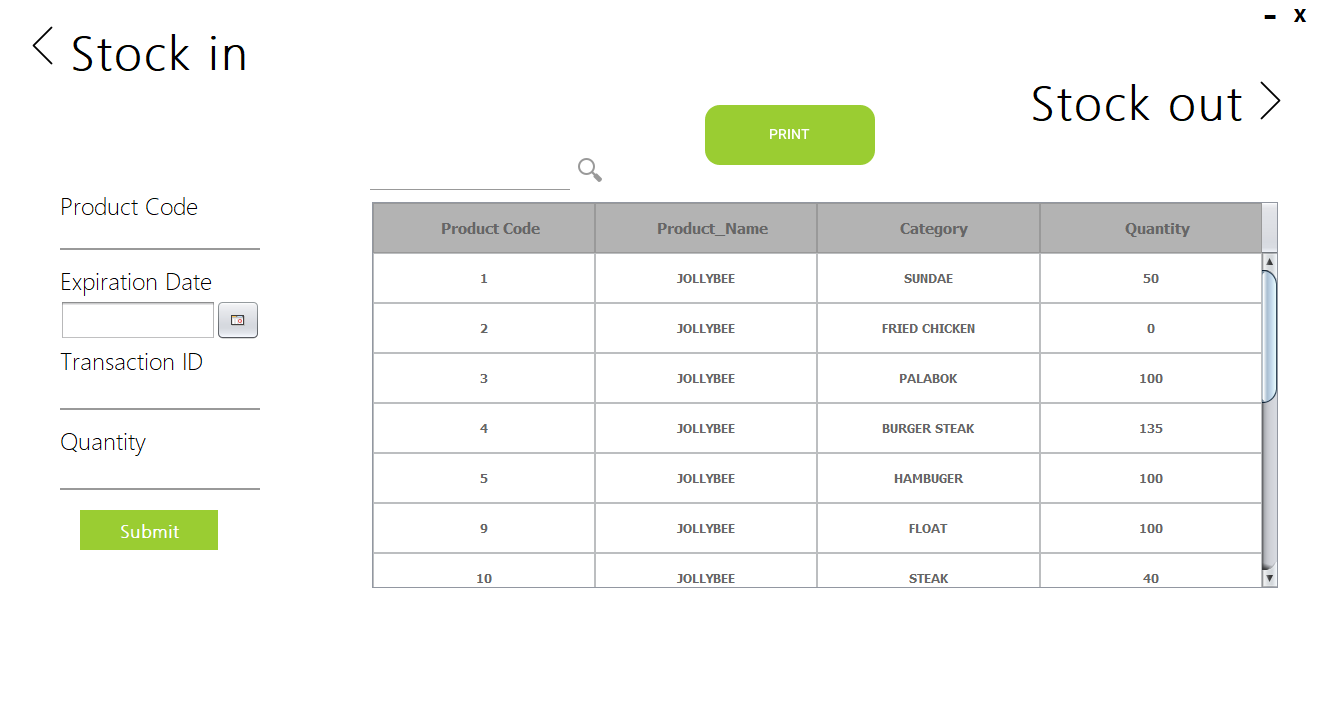 - X
Stock in
Stock out
PRINT
Product Code
Expiration Date
Transaction ID
Quantity
Submit
Product Code Product_Name Category Quantity
1 JOLLYBEE SUNDAE 50
2 JOLLYBEE FRIED CHICKEN 0
3 JOLLYBEE PALABOK 100
4 JOLLYBEE BURGER STEAK 135
5 JOLLYBEE HAMBUGER 100
9 JOLLYBEE FLOAT 100
10 JOLLYBEE STEAK 40